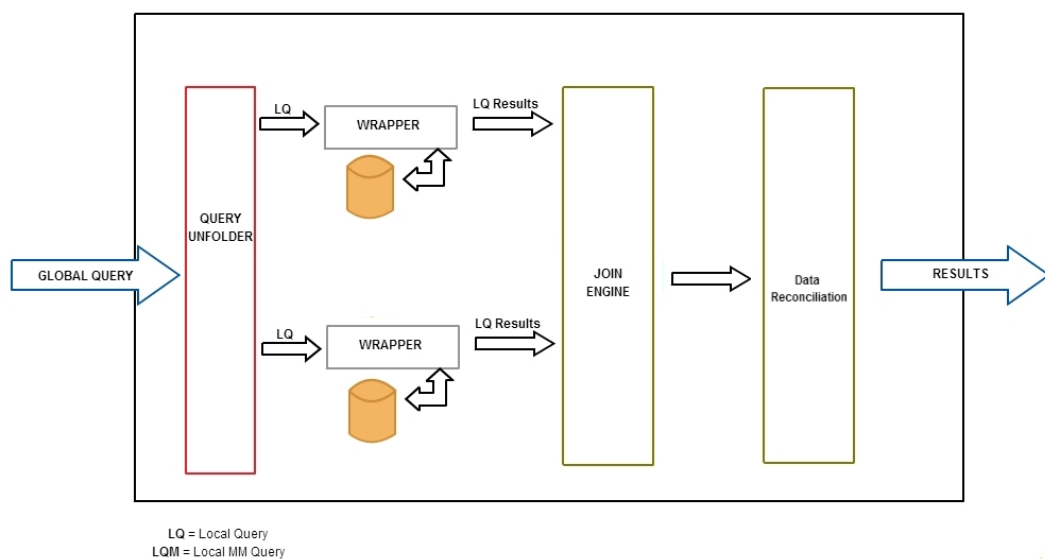 LQ
WRAPPER
LQ Results
QUERY
UNFOLDER
GLOBAL QUERY
JOIN
ENGINE
Data
Reconciliation
RESULTS
LQ
WRAPPER
LQ Results
LQ = Local Query
LQM = Local MM Query